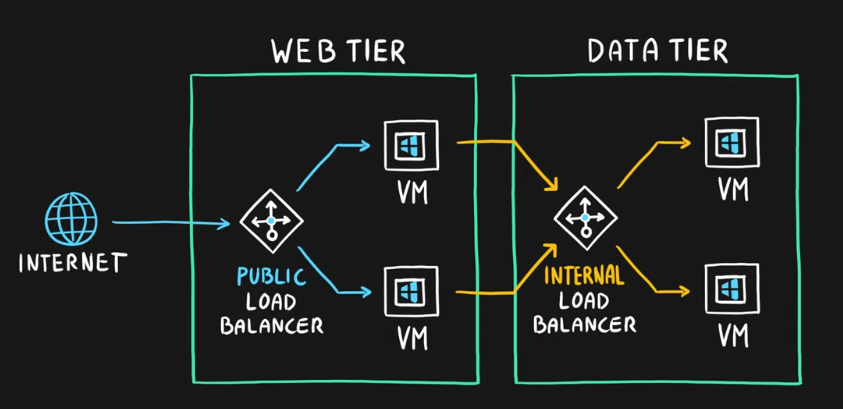 WEB TIER
DATA TIER
VM
VM
INTERNET
PUBLIC
LOAD
BALANCER
INTERNAL
LOAD
BALANCER
VM
VM